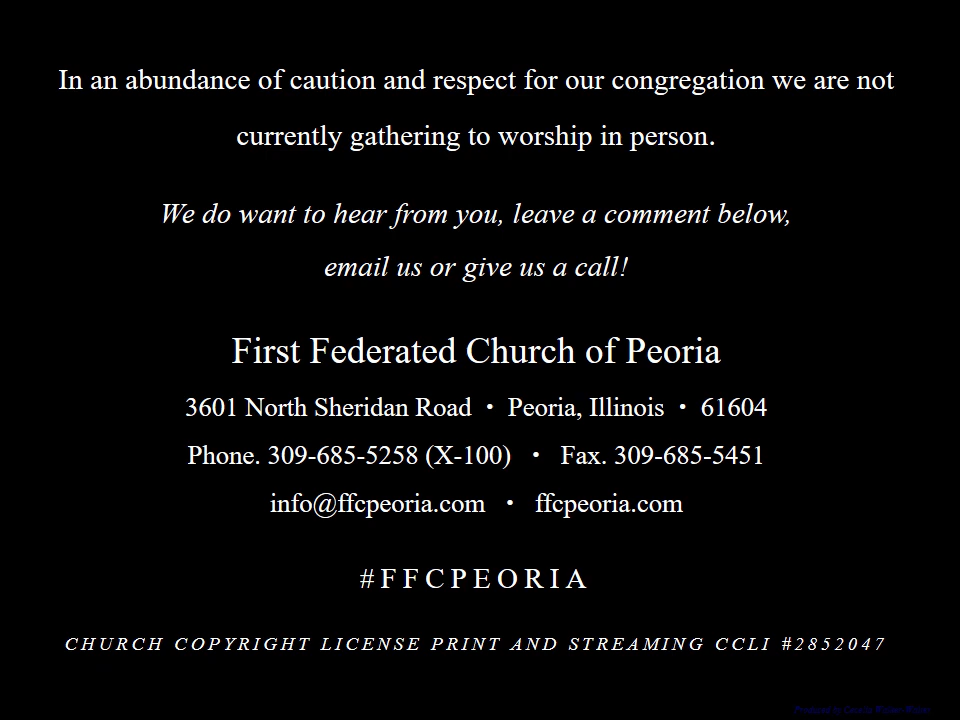 In an abundance of caution and respect for our congregation we are not
currently gathering to worship in person.
We do want to hear from you, leave a comment below,
email us or give us a call!
First Federated Church of Peoria
3601 North Sheridan Road • Peoria, Illinois • 61604
Phone. 309-685-5258 (X-100) • Fax. 309-685-5451
info@ffcpeoria.com • ffcpeoria.com
#FFCPEORIA
CHURCH COPYRIGHT LICENSE PRINT AND STREAMING CCLI #2852047
Produced by